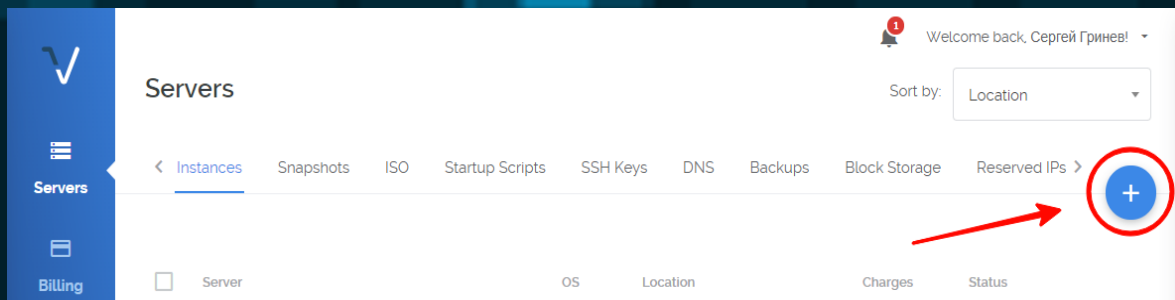 1
Welcome back, Сергей Гринев!
Servers
Sort by: Location
Instances Snapshots ISO Startup Scripts SSH Keys DNS Backups Block Storage Reserved IPs
Servers
Billing
Server OS Location Charges Status